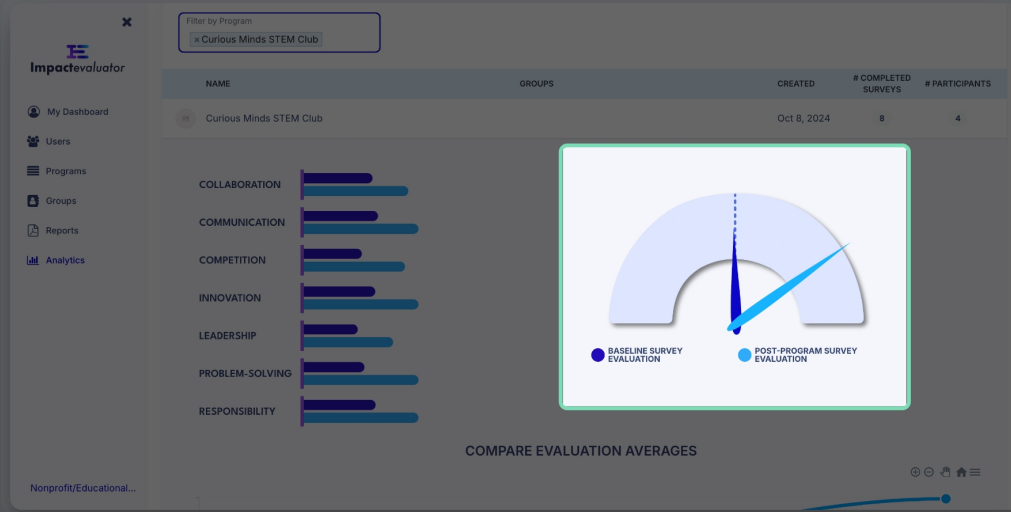 Filter by Program
× Curious Minds STEM Club
Impactevaluator
My Dashboard
Users
Programs
Groups
Reports
Analytics
Nonprofit/Educational...
NAME GROUPS CREATED # COMPLETED SURVEYS # PARTICIPANTS
Curious Minds STEM Club Oct 8, 2024 8 4
COLLABORATION
COMMUNICATION
COMPETITION
INNOVATION
LEADERSHIP
PROBLEM-SOLVING
RESPONSIBILITY
BASELINE SURVEY
EVALUATION
POST-PROGRAM SURVEY
EVALUATION
COMPARE EVALUATION AVERAGES